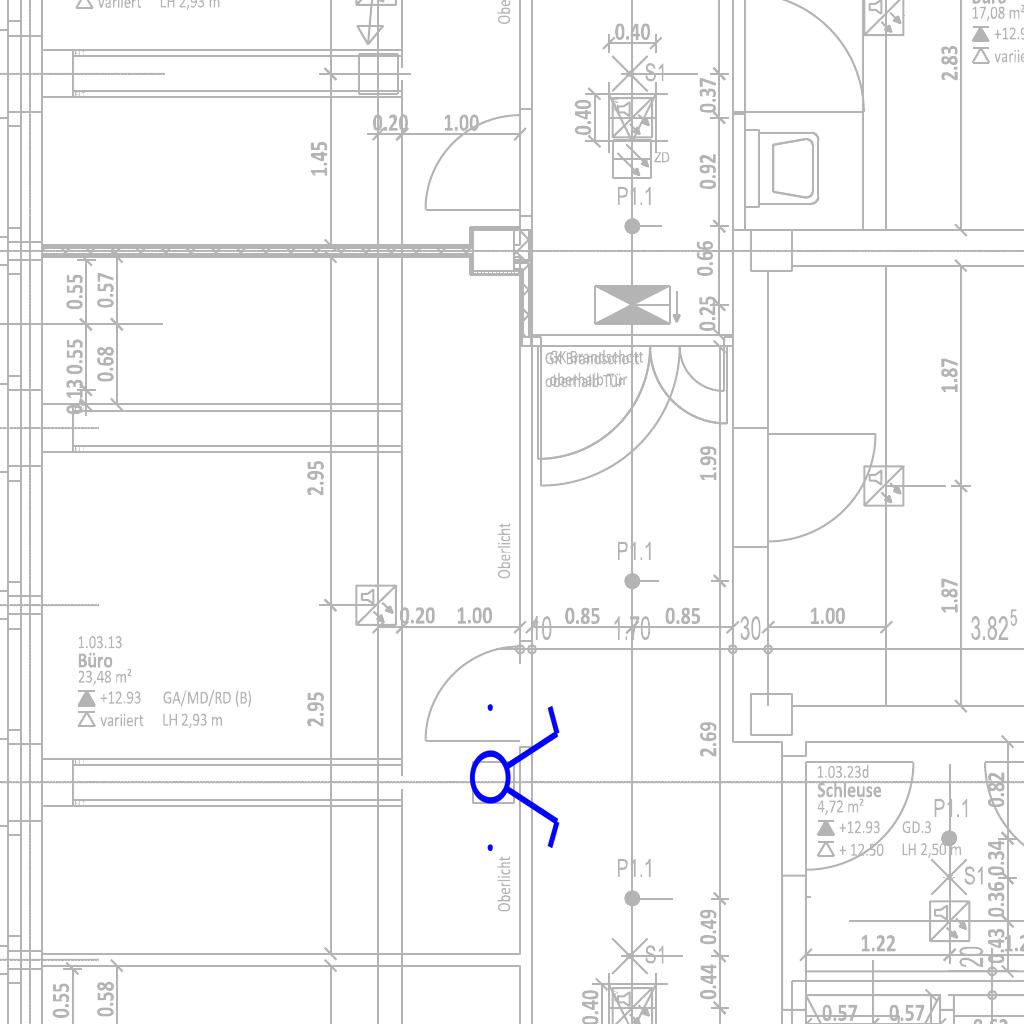 variiert LH 2,93 m
Ober
0.40
S1
0.37
0.40
17,08 m²
+12.9
variie
2.83
0.20 1.00
1.45
ZD
0.92
P1.1
0.66
0.55
0.57
0.25
GK Brandschott
oberhalb Tür
0.55
0.68
0.13
1.87
2.95
1.99
Oberlicht
P1.1
1.87
0.20 1.00
0.85
1.70
0.85
30
1.00
3.82⁵
1.03.13
Büro
23,48 m²
+12.93 GA/MD/RD (B)
variiert LH 2,93 m
2.95
2.69
1.03.23d
Schleuse
4,72 m²
+12.93 GD.3
+ 12.50 LH 2,50 m
0.82
P1.1
0.34
S1
0.36
Oberlicht
P1.1
0.49
S1
1.22
0.43
20
0.55
0.58
0.44
0.40
0.57
0.57